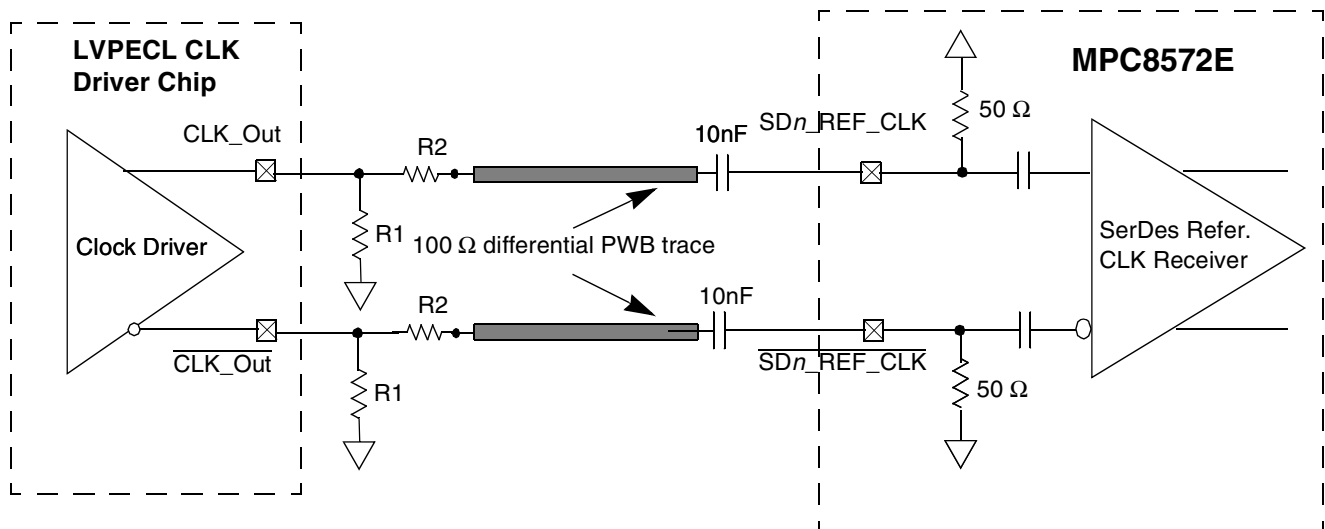 LVPECL CLK
Driver Chip
MPC8572E
CLK_Out
R2
10nF
SDn_REF_CLK
50 Ω
Clock Driver
R1
100 Ω differential PWB trace
SerDes Refer.
CLK Receiver
R2
10nF
CLK_Out
SDn_REF_CLK
R1
50 Ω